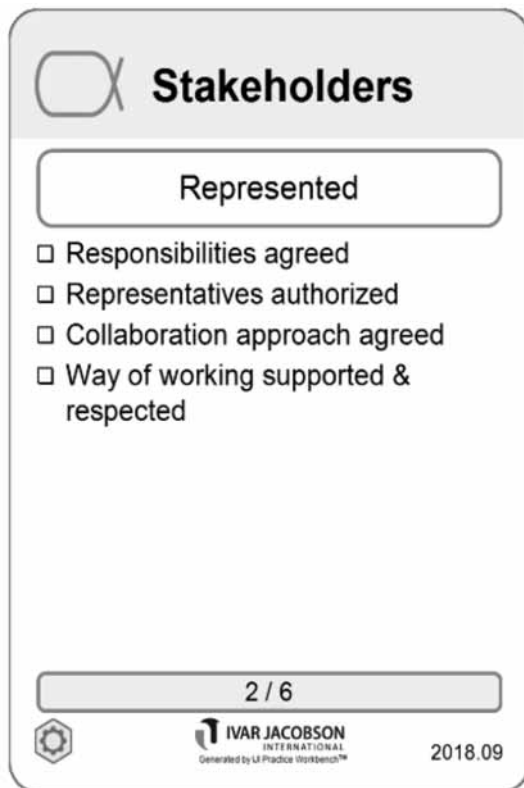 Stakeholders
Represented
☐ Responsibilities agreed
☐ Representatives authorized
☐ Collaboration approach agreed
☐ Way of working supported &
respected
2 / 6
IVAR JACOBSON
INTERNATIONAL
Generated by IJI Practice Workbench™
2018.09